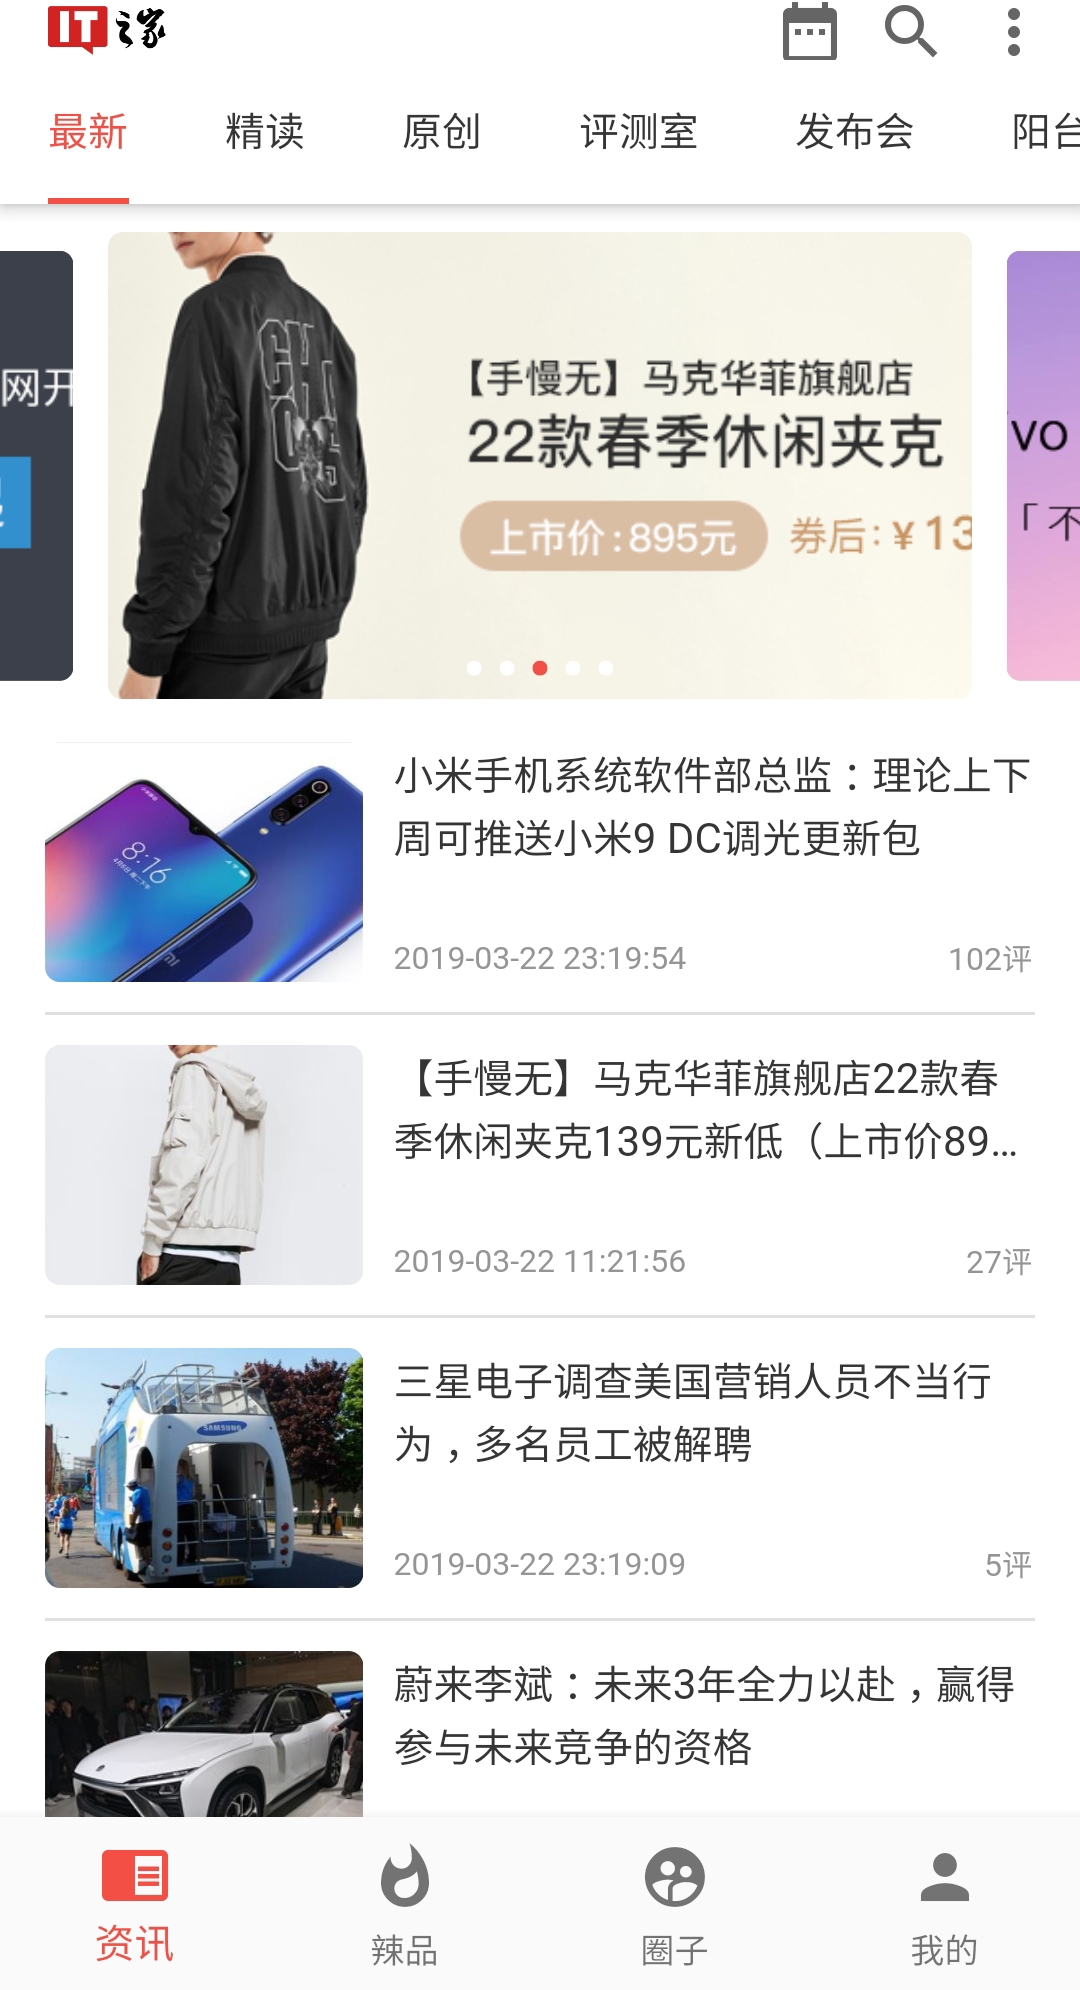 IT之家
最新 精读 原创 评测室 发布会 阳台
网开
【手慢无】马克华菲旗舰店
22款春季休闲夹克
上市价:895元 券后:¥13
vo
「不
小米手机系统软件部总监：理论上下
周可推送小米9 DC调光更新包
8:16
2019-03-22 23:19:54 102评
【手慢无】马克华菲旗舰店22款春
季休闲夹克139元新低（上市价89...
2019-03-22 11:21:56 27评
三星电子调查美国营销人员不当行
为，多名员工被解聘
SAMSUNG
2019-03-22 23:19:09 5评
蔚来李斌：未来3年全力以赴，赢得
参与未来竞争的资格
资讯 辣品 圈子 我的